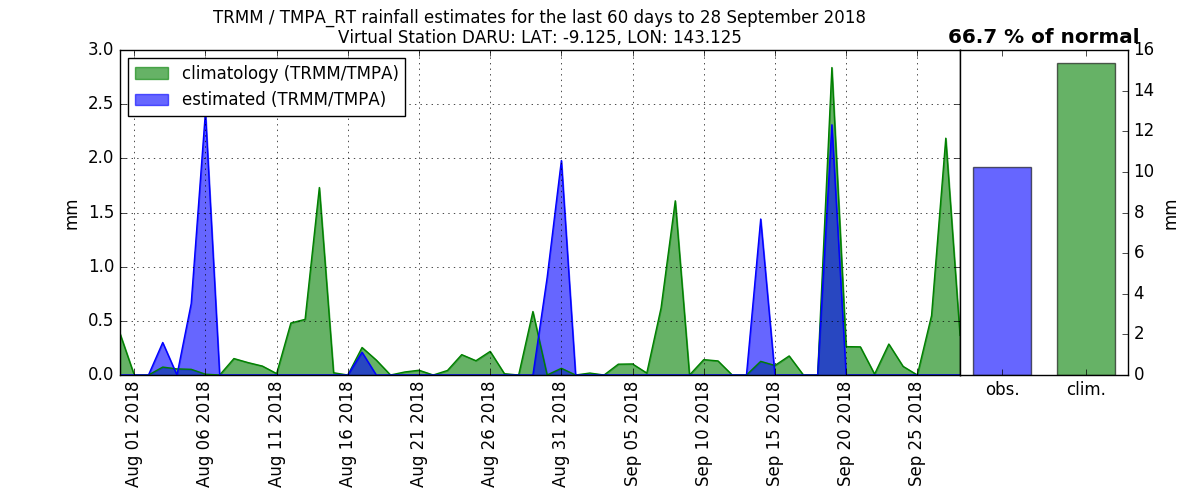 TRMM / TMPA_RT rainfall estimates for the last 60 days to 28 September 2018
Virtual Station DARU: LAT: -9.125, LON: 143.125
66.7 % of normal
climatology (TRMM/TMPA)
estimated (TRMM/TMPA)
3.0
2.5
2.0
1.5
1.0
0.5
0.0
mm
Aug 01 2018
Aug 06 2018
Aug 11 2018
Aug 16 2018
Aug 21 2018
Aug 26 2018
Aug 31 2018
Sep 05 2018
Sep 10 2018
Sep 15 2018
Sep 20 2018
Sep 25 2018
obs.
clim.
16
14
12
10
8
6
4
2
0
mm